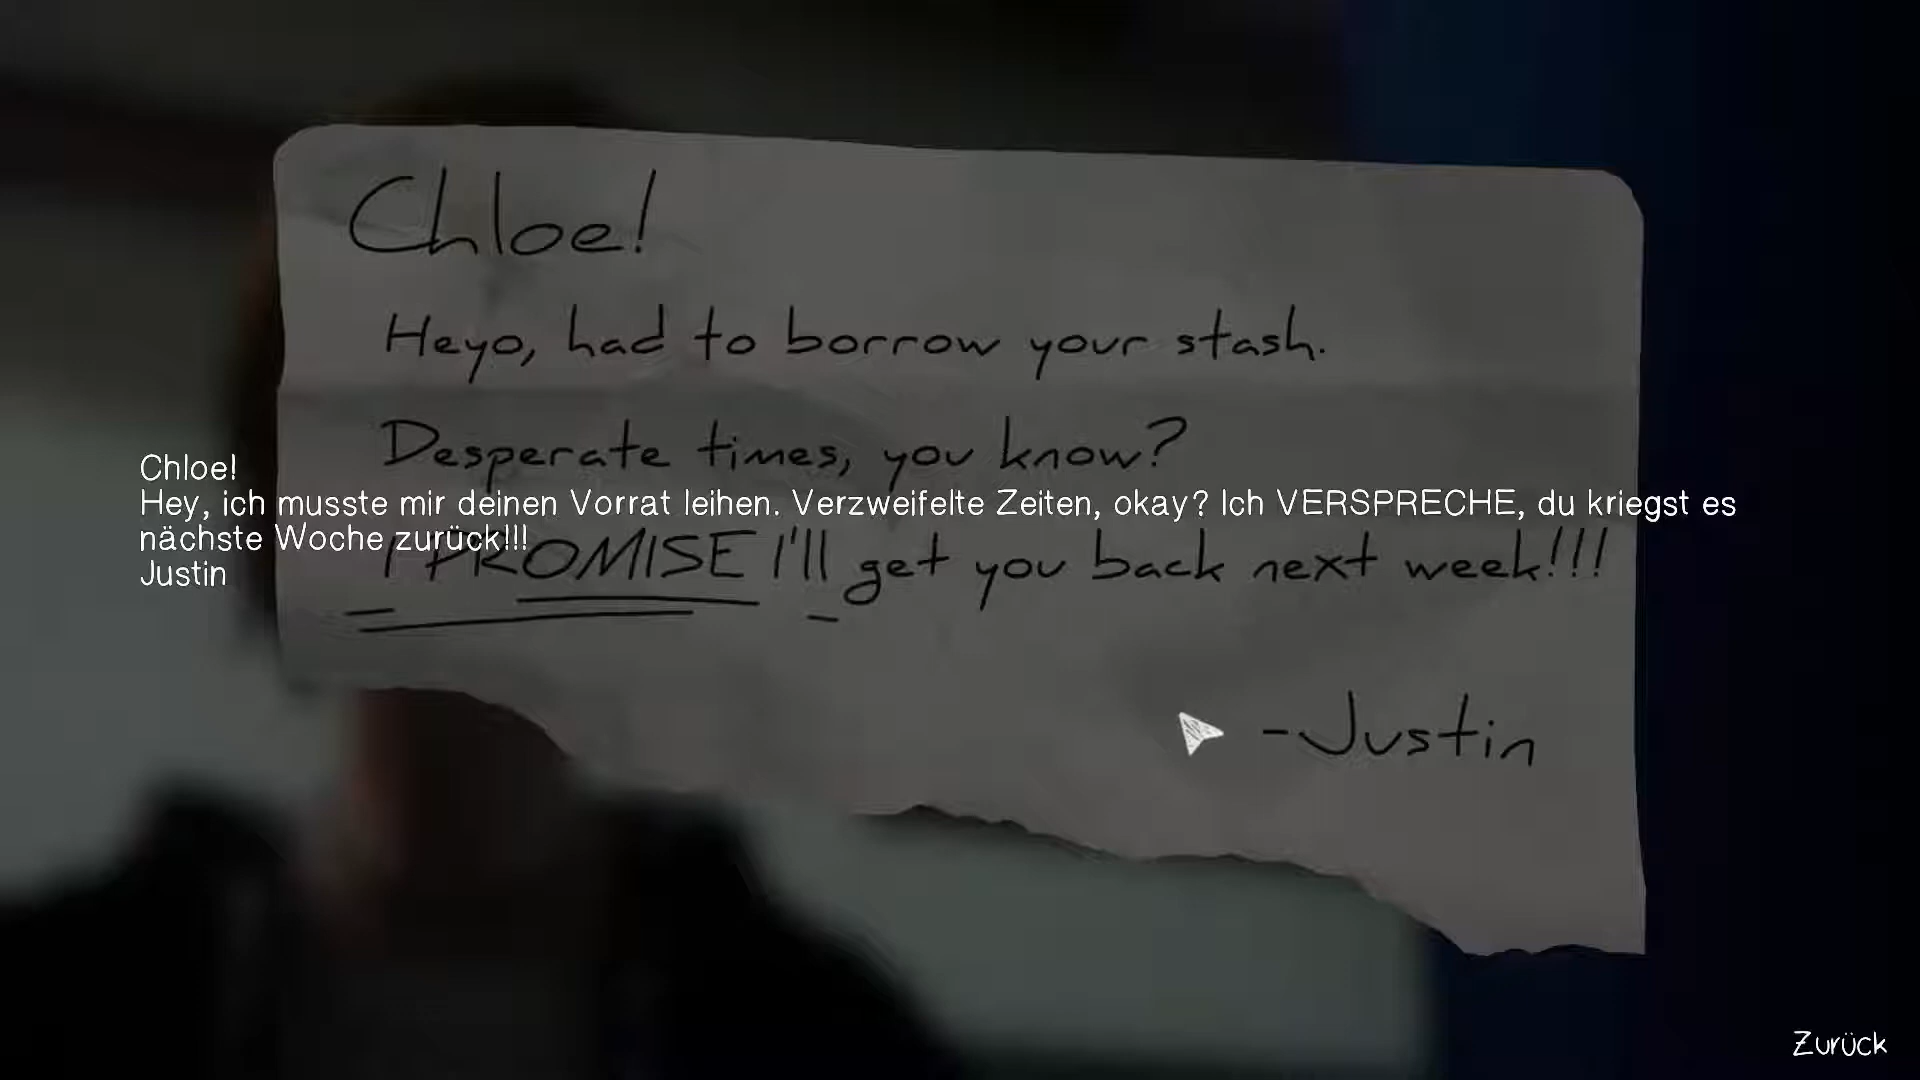 Chloe!
Heyo, had to borrow your stash.
Desperate times, you know?
I PROMISE I'll get you back next week!!!
-Justin
Chloe!
Hey, ich musste mir deinen Vorrat leihen. Verzweifelte Zeiten, okay? Ich VERSPRECHE, du kriegst es
nächste Woche zurück!!!
Justin
Zurück